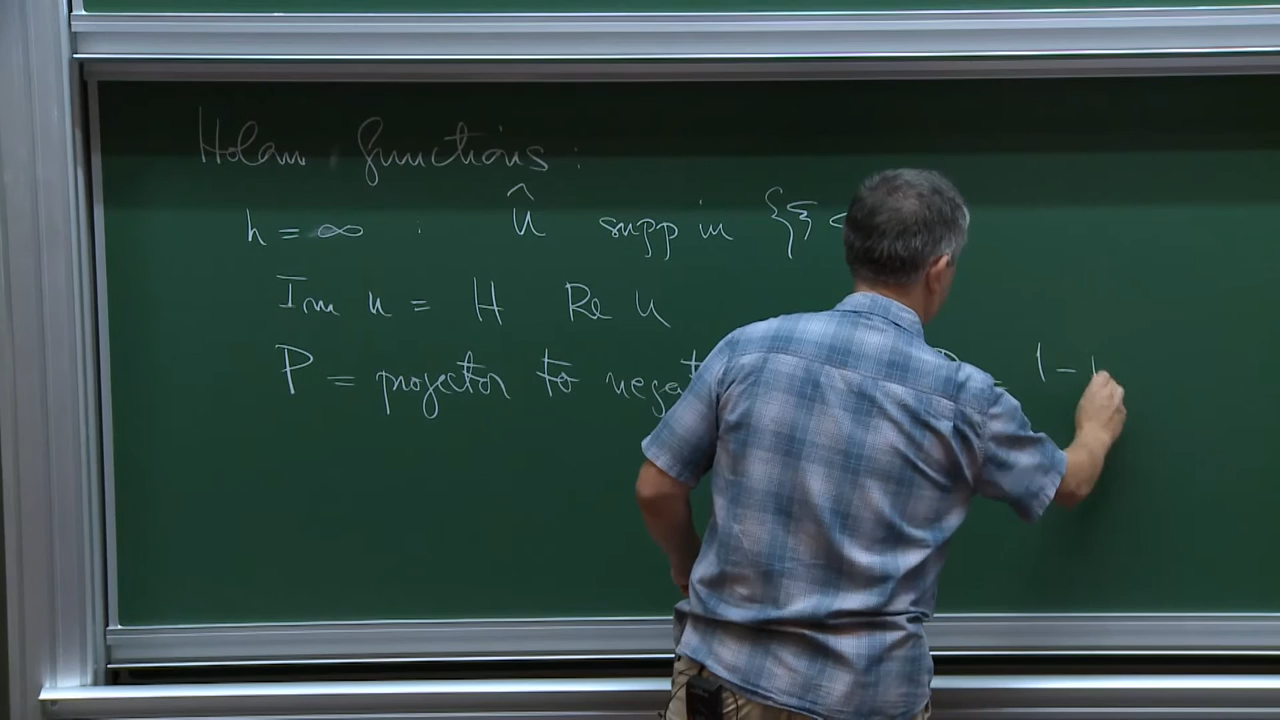 Holom. functions :
h = ∞ : û supp in {ξ <
Im u = H Re u
P = projector to negat = 1 -